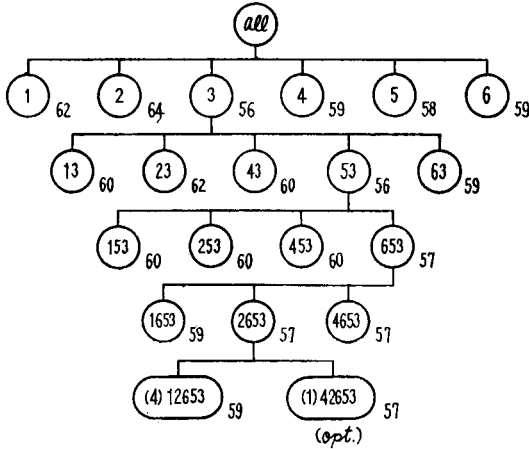 all
1 62 2 64 3 56 4 59 5 58 6 59
13 60 23 62 43 60 53 56 63 59
153 60 253 60 453 60 653 57
1653 59 2653 57 4653 57
(4) 12653 59 (1) 42653 57
(opt.)